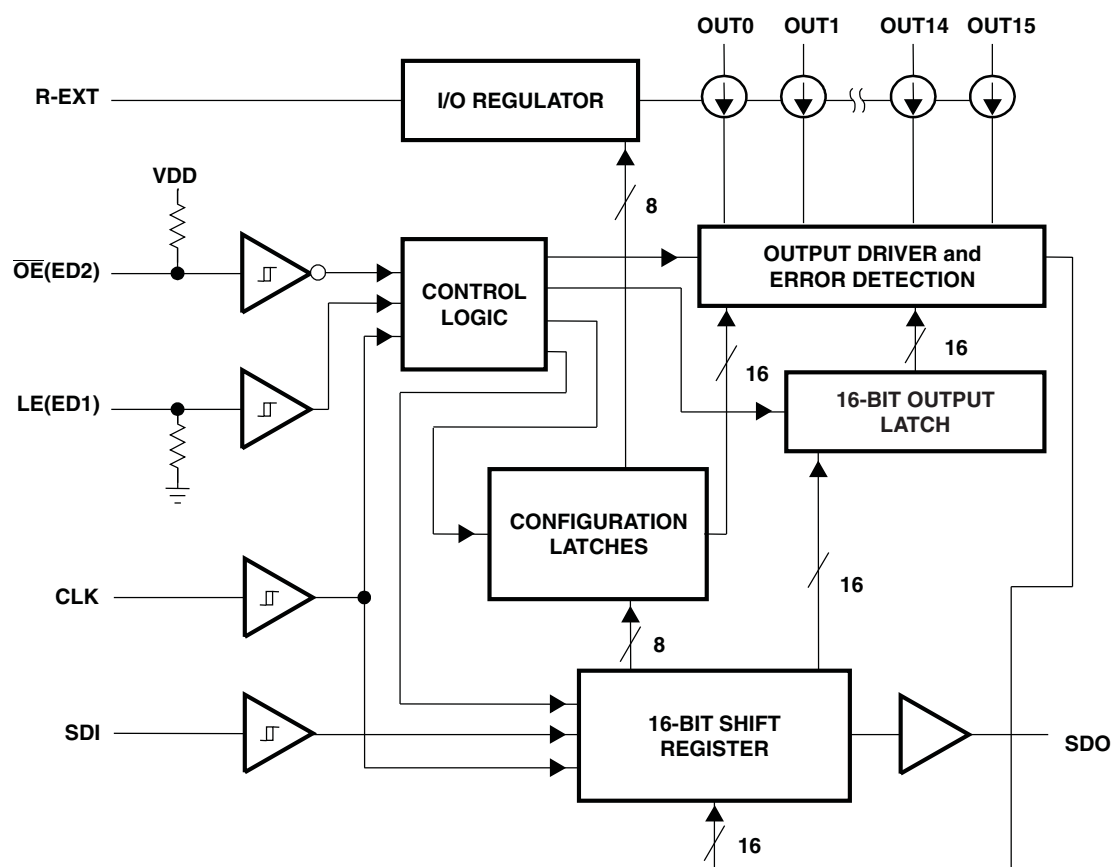 OUT0 OUT1 OUT14 OUT15
R-EXT
I/O REGULATOR
VDD
8
OE(ED2)
CONTROL
LOGIC
OUTPUT DRIVER and
ERROR DETECTION
16
16
LE(ED1)
16-BIT OUTPUT
LATCH
CONFIGURATION
LATCHES
CLK
16
8
SDI
16-BIT SHIFT
REGISTER
SDO
16